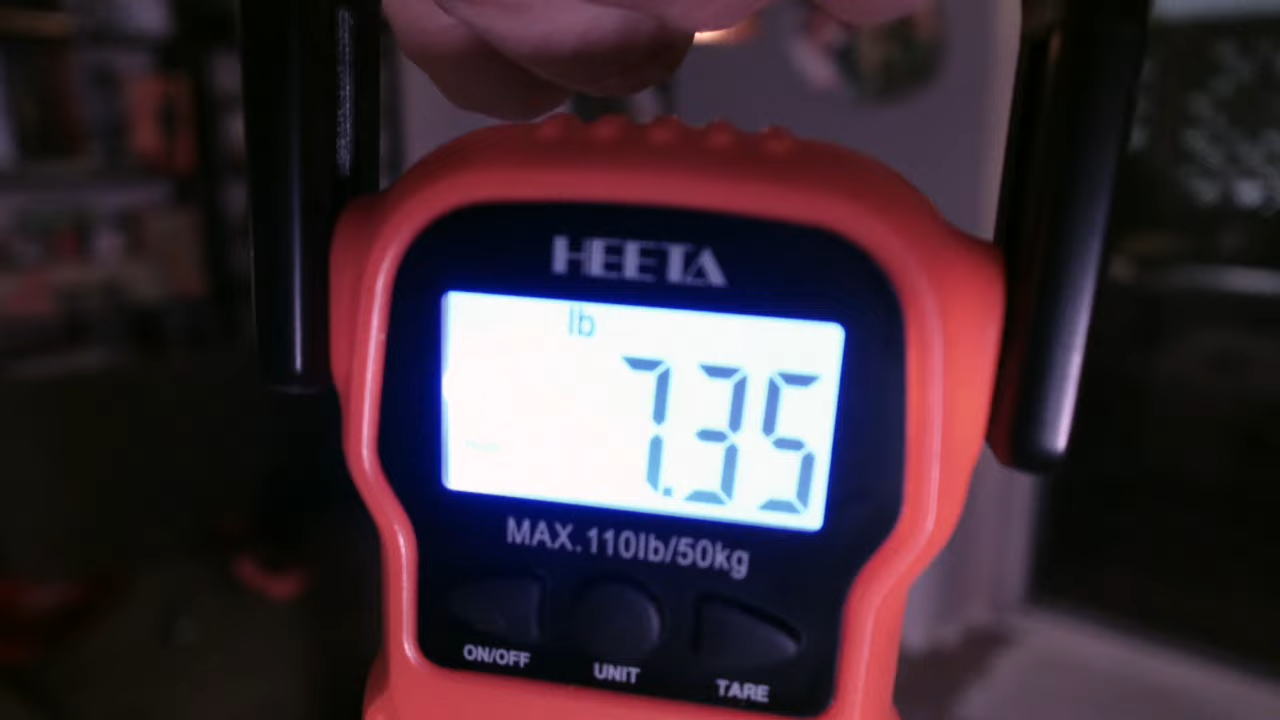 HEETA
lb
7.35
MAX.110lb/50kg
ON/OFF
UNIT
TARE